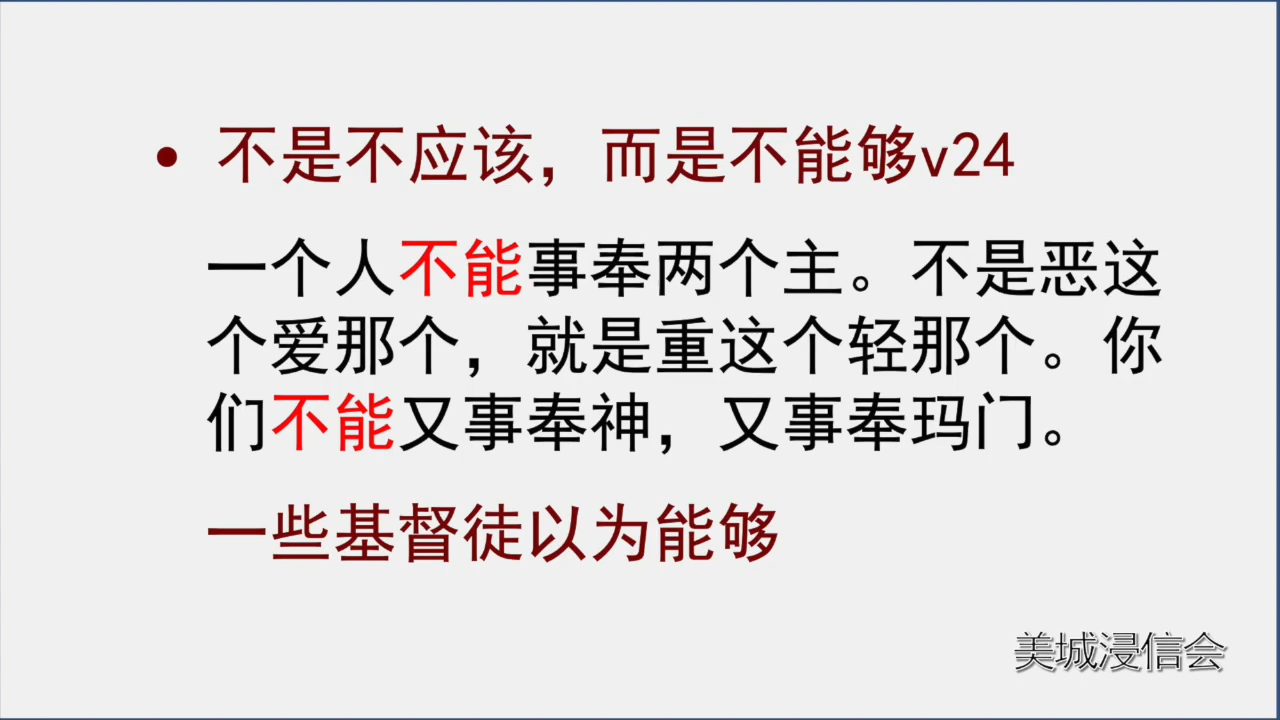 • 不是不应该，而是不能够v24
一个人不能事奉两个主。不是恶这
个爱那个，就是重这个轻那个。你
们不能又事奉神，又事奉玛门。
一些基督徒以为能够
美城浸信会